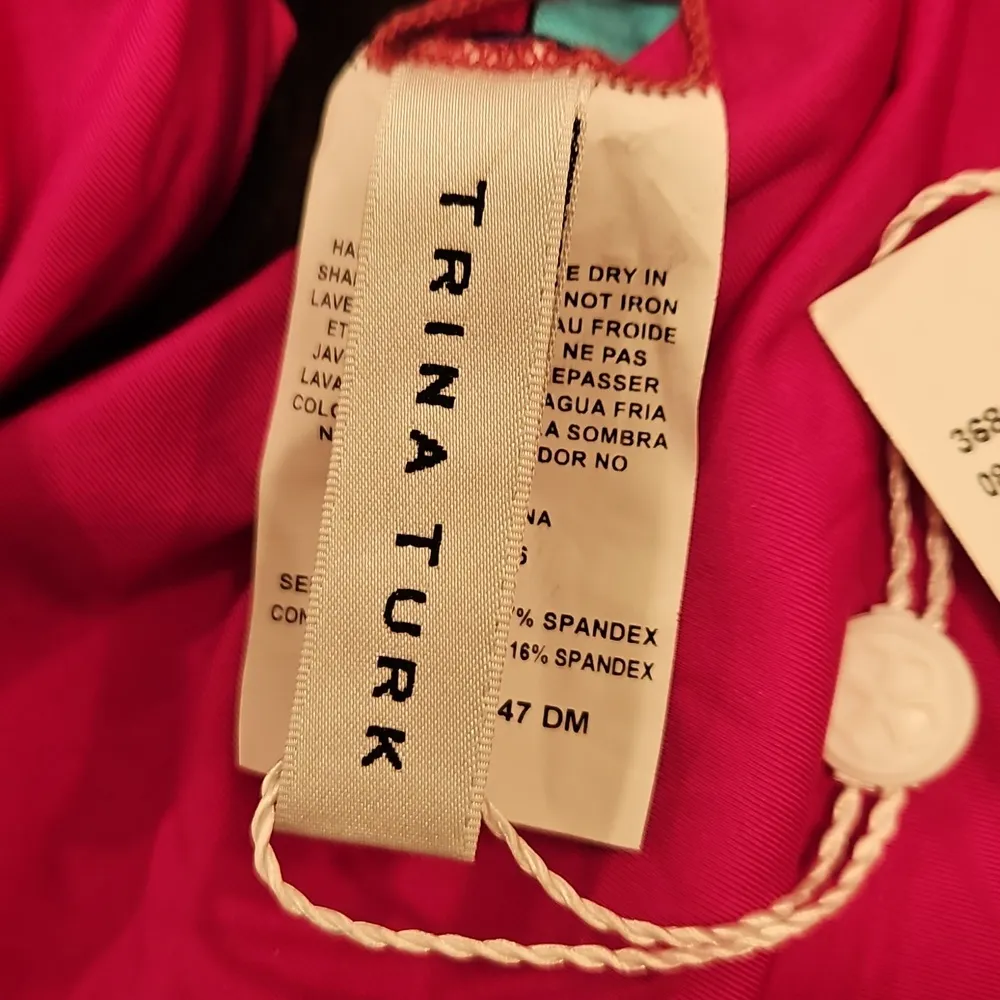 TRINA TURK
HA E DRY IN
SHA NOT IRON
LAVE AU FROIDE
ET NE PAS
JAV EPASSER
LAVA AGUA FRIA
COLO A SOMBRA
N DOR NO
NA
6
SE % SPANDEX
CON 16% SPANDEX
47 DM
368